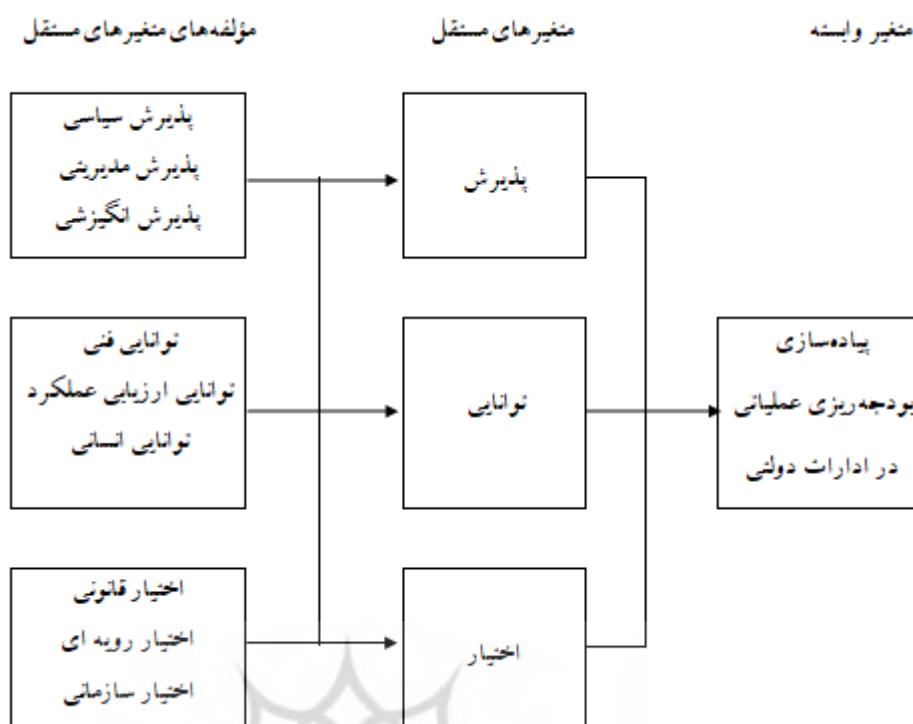 متغیر وابسته
متغیرهای مستقل
مؤلفه‌های متغیرهای مستقل
پذیرش
پذیرش سیاسی
پذیرش مدیریتی
پذیرش انگیزشی
پیاده‌سازی
بودجه‌ریزی عملیاتی
در ادارات دولتی
توانایی
توانایی فنی
توانایی ارزیابی عملکرد
توانایی انسانی
اختیار
اختیار قانونی
اختیار رویه ای
اختیار سازمانی